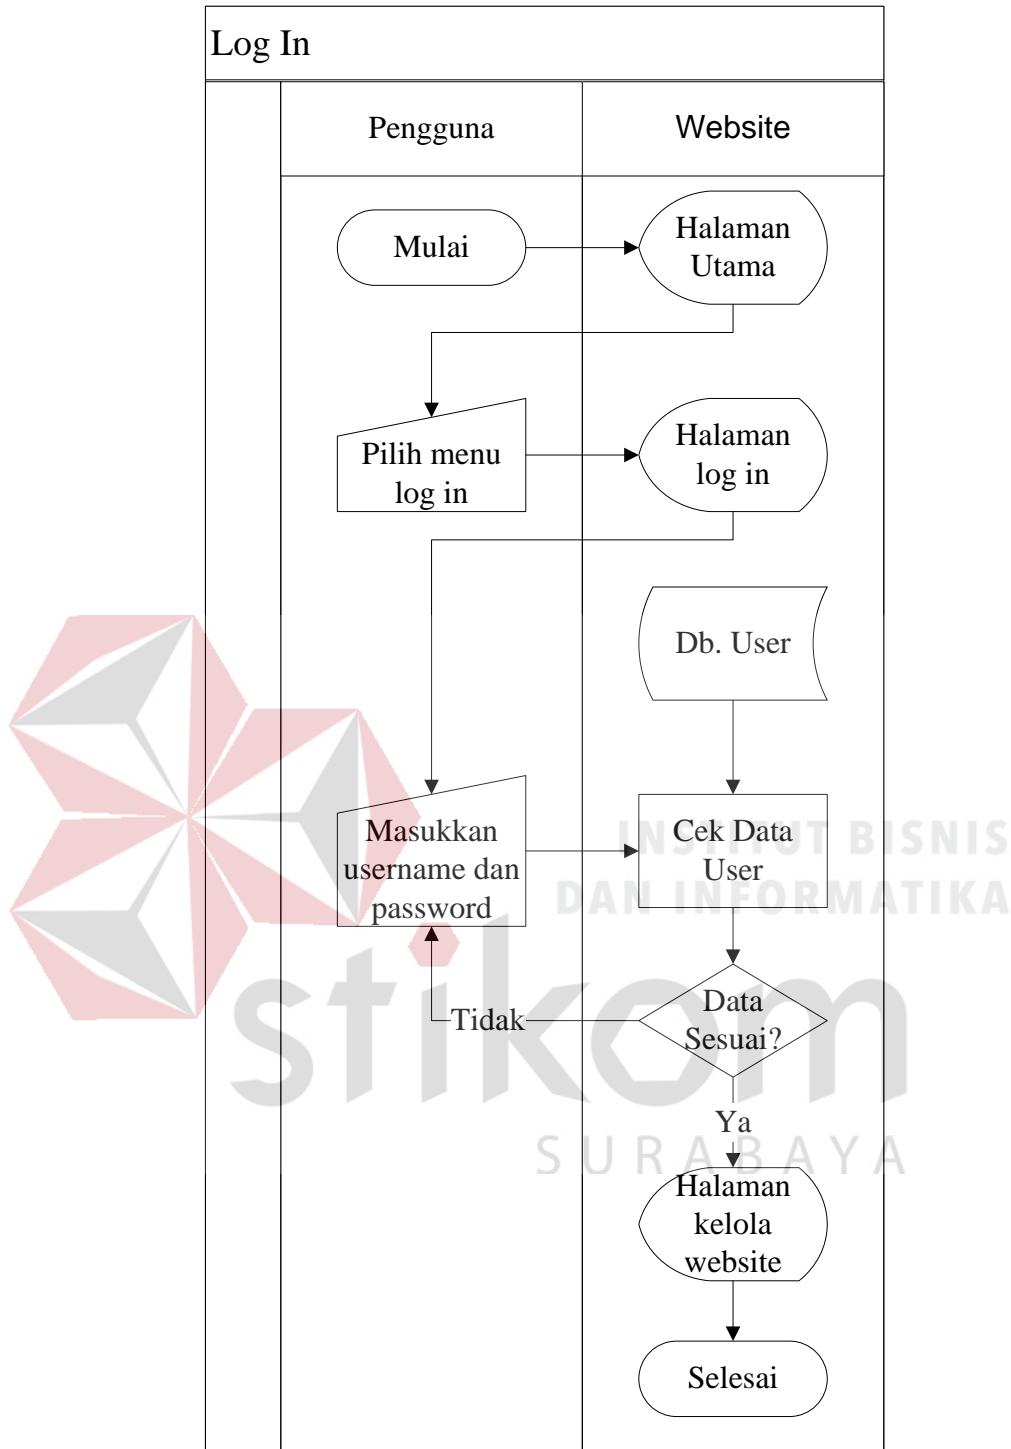 Log In
Pengguna
Website
Mulai
Halaman
Utama
Pilih menu
log in
Halaman
log in
Db. User
Masukkan
username dan
password
Cek Data
User
INSTITUT BISNIS
DAN INFORMATIKA
stikom
SURABAYA
Data
Sesuai?
Tidak
Ya
Halaman
kelola
website
Selesai